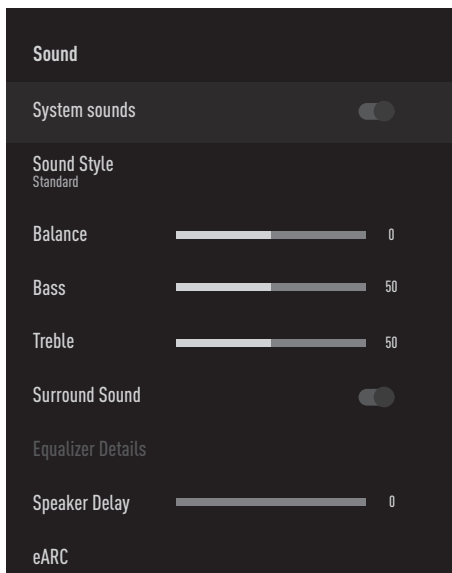 Sound
System sounds
Sound Style
Standard
Balance 0
Bass 50
Treble 50
Surround Sound
Equalizer Details
Speaker Delay 0
eARC